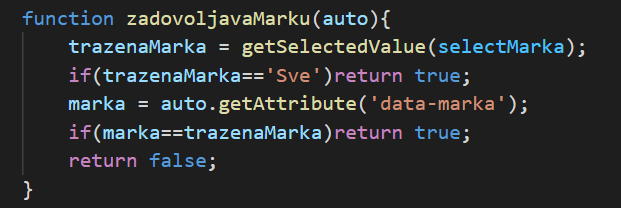 function zadovoljavaMarku(auto){
    trazenaMarka = getSelectedValue(selectMarka);
    if(trazenaMarka=='Sve')return true;
    marka = auto.getAttribute('data-marka');
    if(marka==trazenaMarka)return true;
    return false;
}